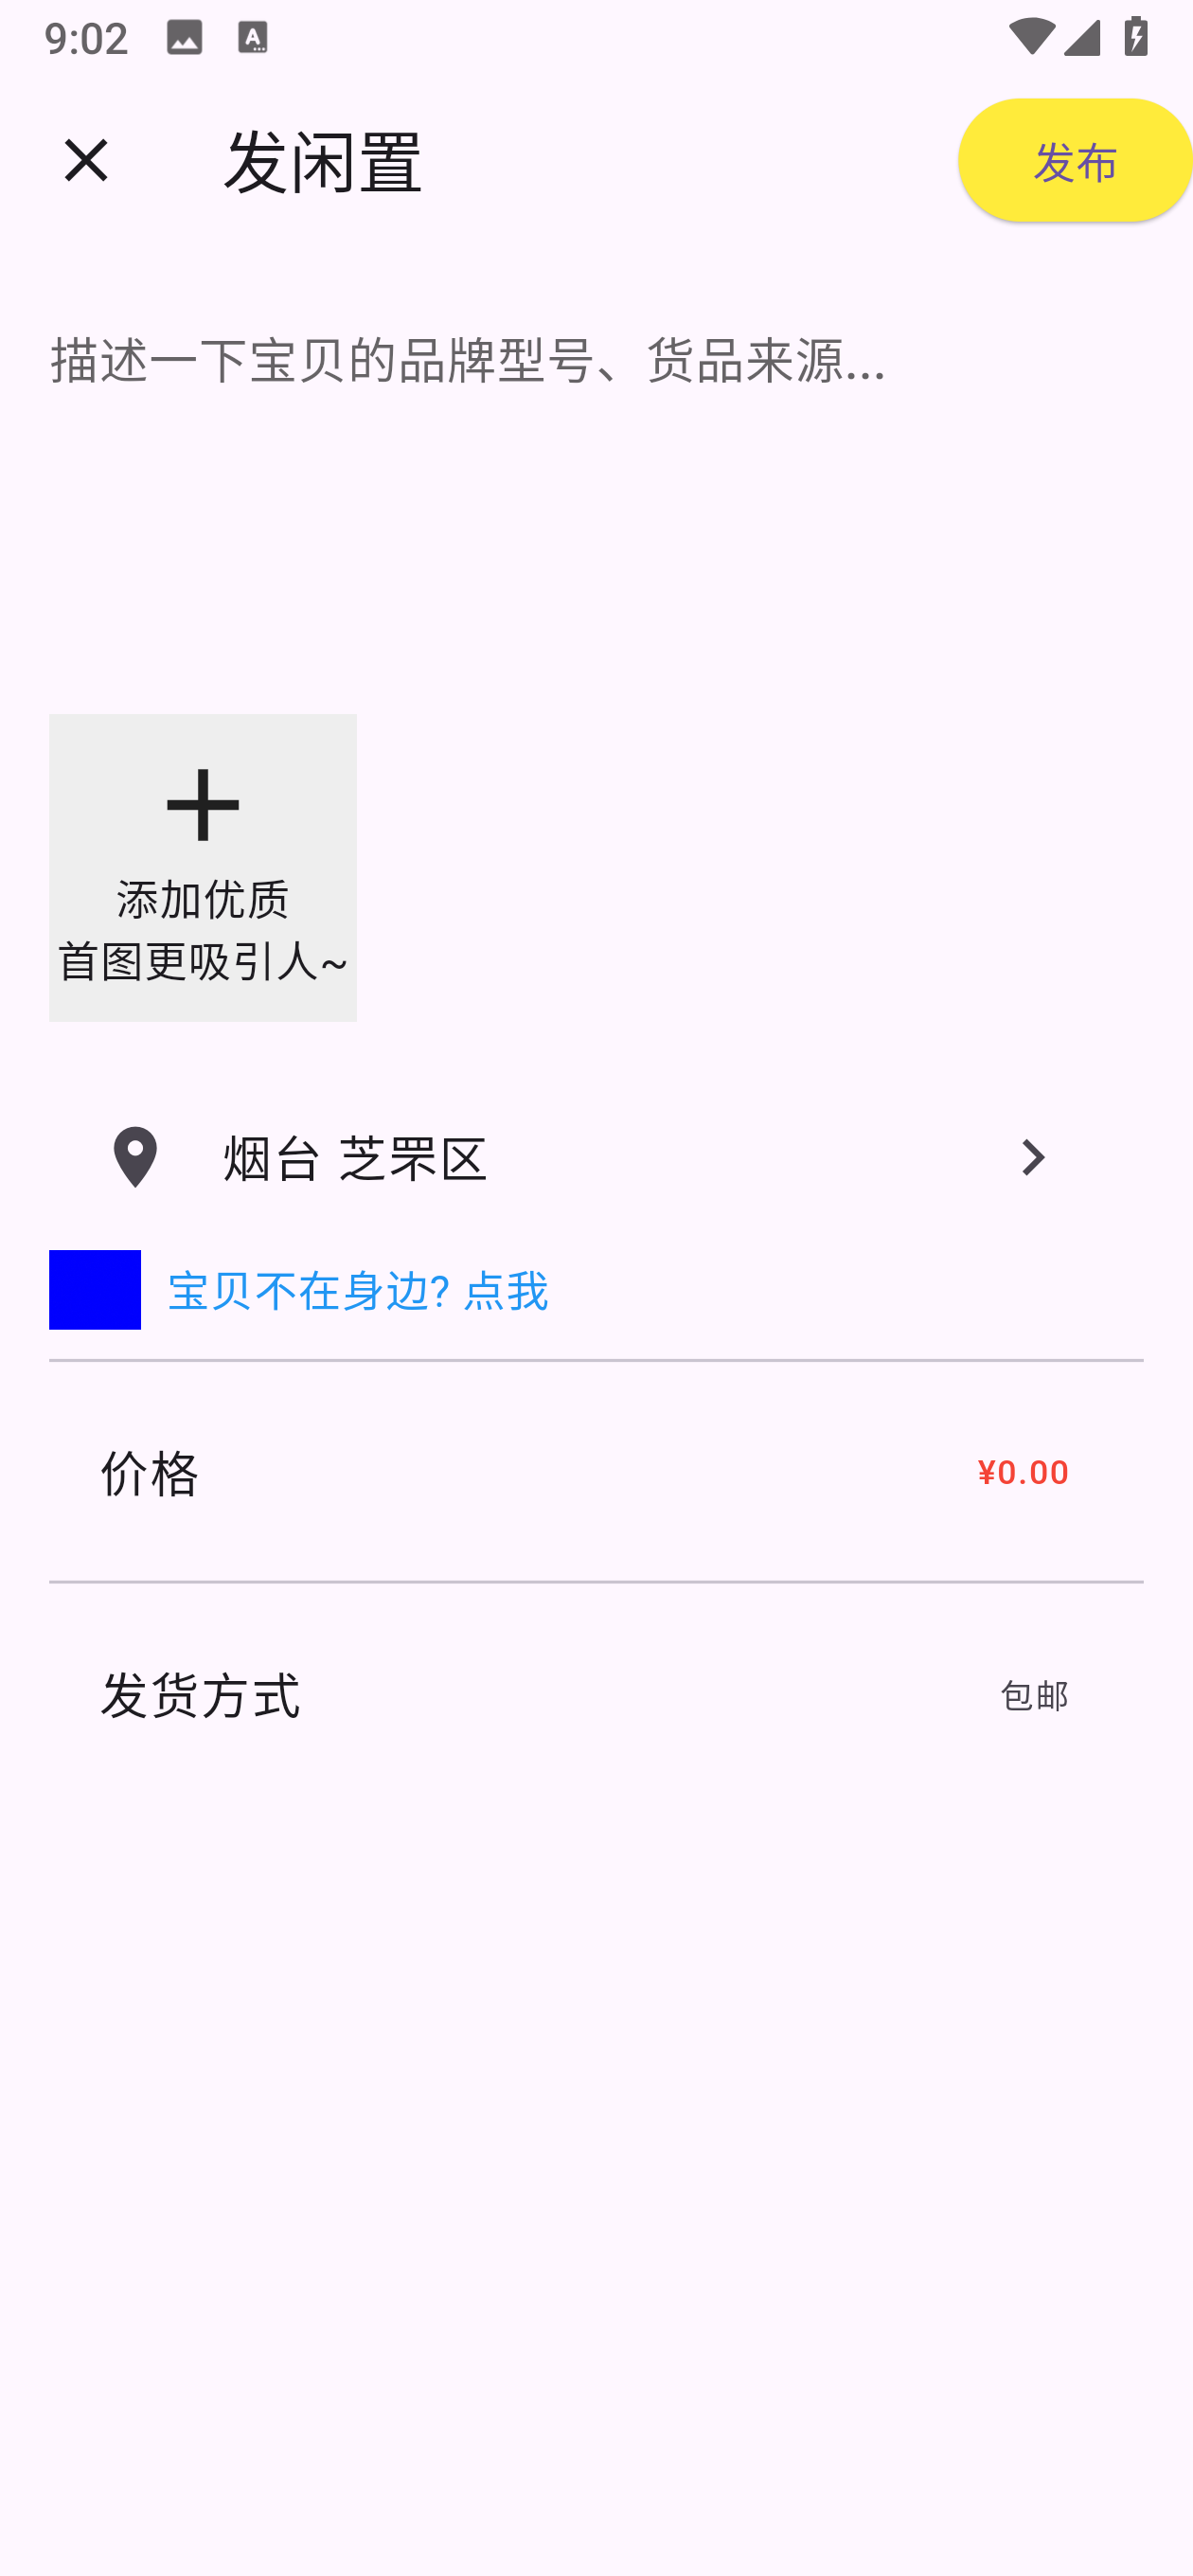 9:02
发闲置
发布
描述一下宝贝的品牌型号、货品来源...
添加优质
首图更吸引人~
烟台 芝罘区
宝贝不在身边? 点我
价格
¥0.00
发货方式
包邮